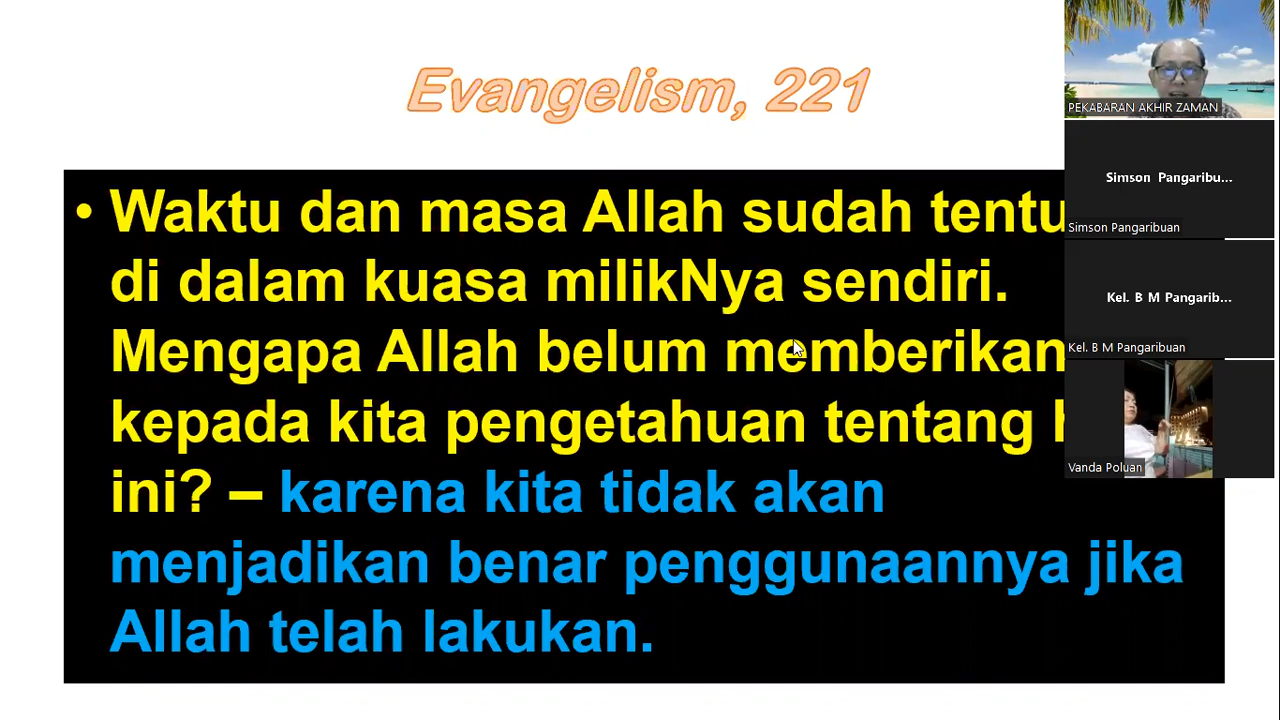 Evangelism, 221
• Waktu dan masa Allah sudah tentu
di dalam kuasa milikNya sendiri.
Mengapa Allah belum memberikan
kepada kita pengetahuan tentang
ini? – karena kita tidak akan
menjadikan benar penggunaannya jika
Allah telah lakukan.
PEKABARAN AKHIR ZAMAN
Simson Pangaribu...
Simson Pangaribuan
Kel. B M Pangarib...
Kel. B M Pangaribuan
Vanda Poluan